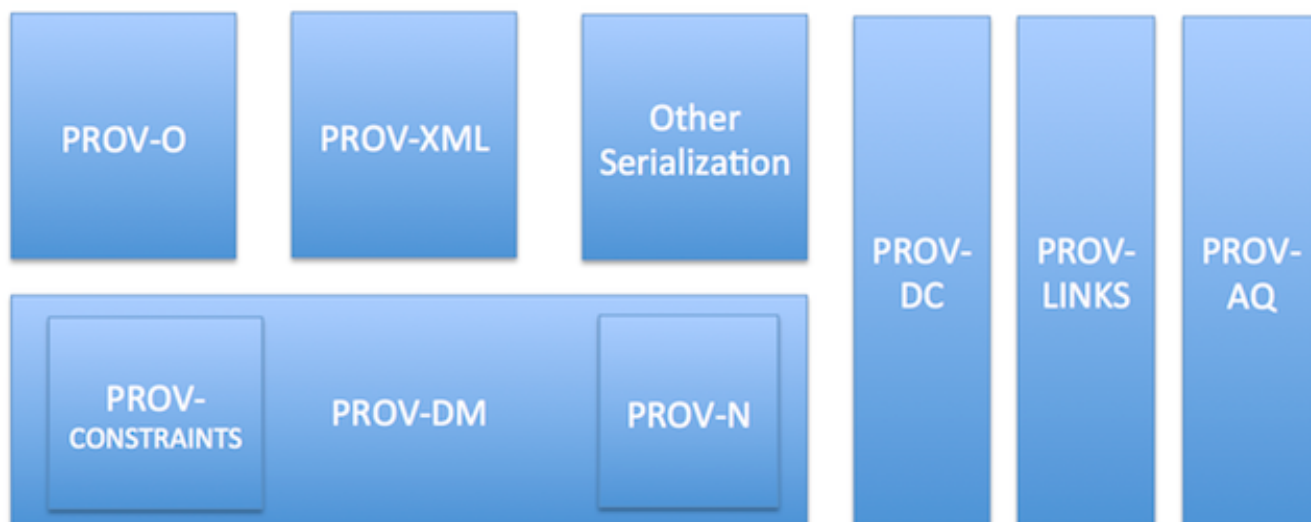 PROV-O
PROV-XML
Other
Serialization
PROV-
CONSTRAINTS
PROV-DM
PROV-N
PROV-
DC
PROV-
LINKS
PROV-
AQ